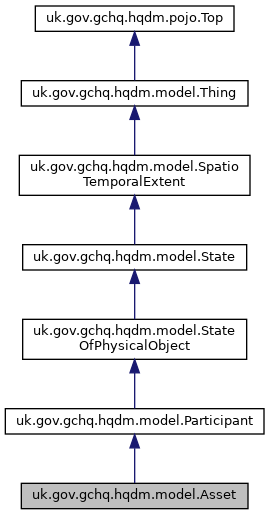 uk.gov.gchq.hqdm.pojo.Top
uk.gov.gchq.hqdm.model.Thing
uk.gov.gchq.hqdm.model.Spatio
TemporalExtent
uk.gov.gchq.hqdm.model.State
uk.gov.gchq.hqdm.model.State
OfPhysicalObject
uk.gov.gchq.hqdm.model.Participant
uk.gov.gchq.hqdm.model.Asset